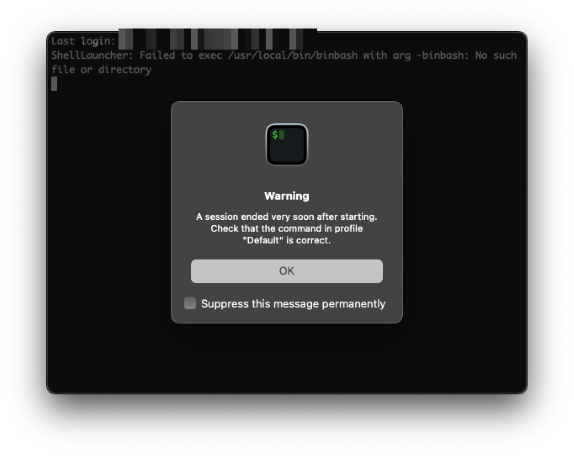 Last login:
ShellLauncher: Failed to exec /usr/local/bin/binbash with arg -binbash: No such
file or directory
$
Warning
A session ended very soon after starting.
Check that the command in profile
"Default" is correct.
OK
Suppress this message permanently